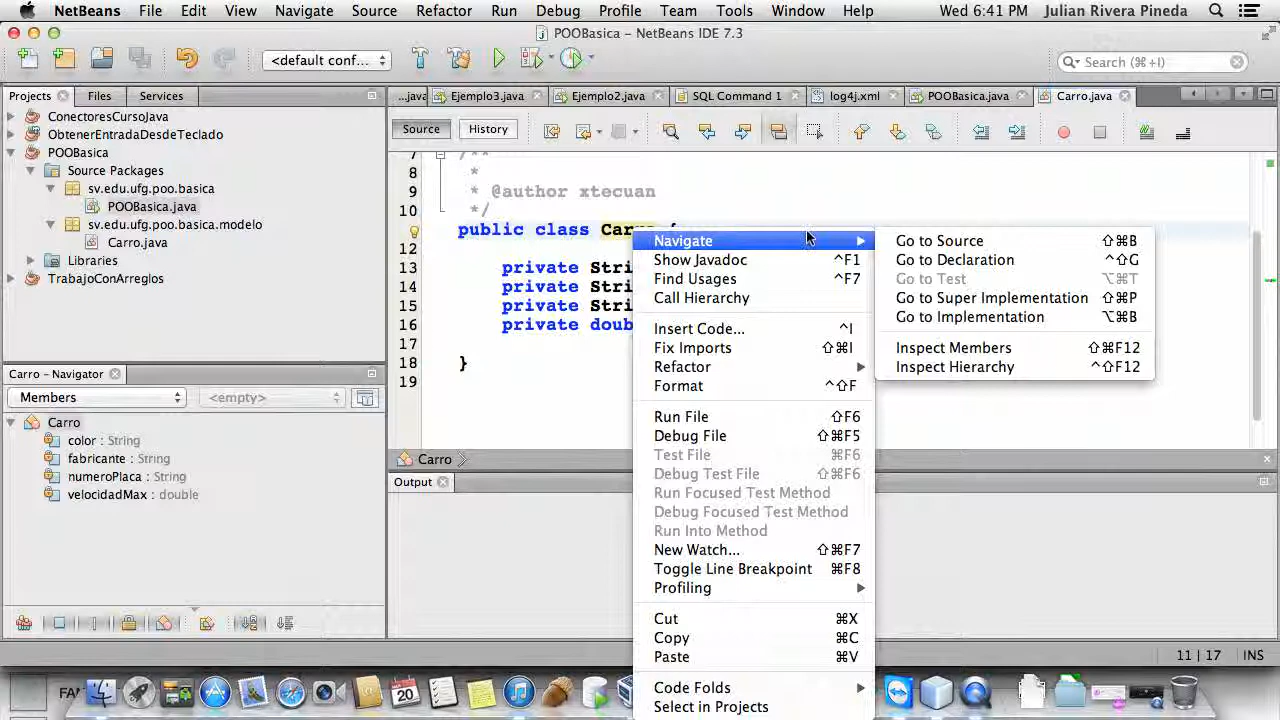 NetBeans File Edit View Navigate Source Refactor Run Debug Profile Team Tools Window Help Wed 6:41 PM Julian Rivera Pineda
POOBasica – NetBeans IDE 7.3
<default conf... Search (⌘+I)
Projects Files Services
...java Ejemplo3.java Ejemplo2.java SQL Command 1 log4j.xml POOBasica.java Carro.java
ConectoresCursoJava
ObtenerEntradaDesdeTeclado
POOBasica
Source Packages
sv.edu.ufg.poo.basica
POOBasica.java
sv.edu.ufg.poo.basica.modelo
Carro.java
Libraries
TrabajoConArreglos
Source History
7 /**
8 *
9 * @author xtecuan
10 */
public class Carro {
12
13 private Stri
14 private Stri
15 private Stri
16 private doub
17
18 }
19
Navigate
Show Javadoc ^F1
Find Usages ^F7
Call Hierarchy
Insert Code... ^I
Fix Imports ⇧⌘I
Refactor
Format ^⇧F
Run File ⇧F6
Debug File ⇧⌘F5
Test File ⌘F6
Debug Test File ⇧⌘F6
Run Focused Test Method
Debug Focused Test Method
Run Into Method
New Watch... ⇧⌘F7
Toggle Line Breakpoint ⌘F8
Profiling
Cut ⌘X
Copy ⌘C
Paste ⌘V
Code Folds
Select in Projects
Go to Source ⇧⌘B
Go to Declaration ^⇧G
Go to Test ⌥⌘T
Go to Super Implementation ⇧⌘P
Go to Implementation ⌥⌘B
Inspect Members ⇧⌘F12
Inspect Hierarchy ^⇧F12
Carro – Navigator
Members <empty>
Carro
color : String
fabricante : String
numeroPlaca : String
velocidadMax : double
Carro
Output
11 | 17 INS
FAM
20